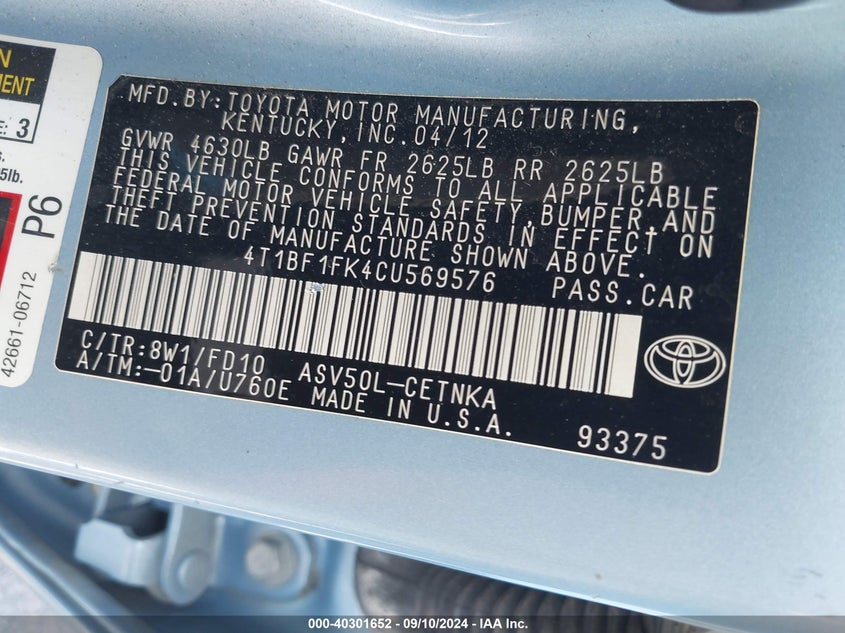 N
MENT
E: 3
s.
5lb.
P6
42661-06712
MFD.BY:TOYOTA MOTOR MANUFACTURING,
KENTUCKY,INC.04/12
GVWR 4630LB GAWR FR 2625LB RR 2625LB
THIS VEHICLE CONFORMS TO ALL APPLICABLE
FEDERAL MOTOR VEHICLE SAFETY,BUMPER,AND
THEFT PREVENTION STANDARDS IN EFFECT ON
THE DATE OF MANUFACTURE SHOWN ABOVE.
4T1BF1FK4CU569576 PASS.CAR
C/TR:8W1/FD10 ASV50L-CETNKA
A/TM:-01A/U760E MADE IN U.S.A.
93375
000-40301652 - 09/10/2024 - IAA Inc.